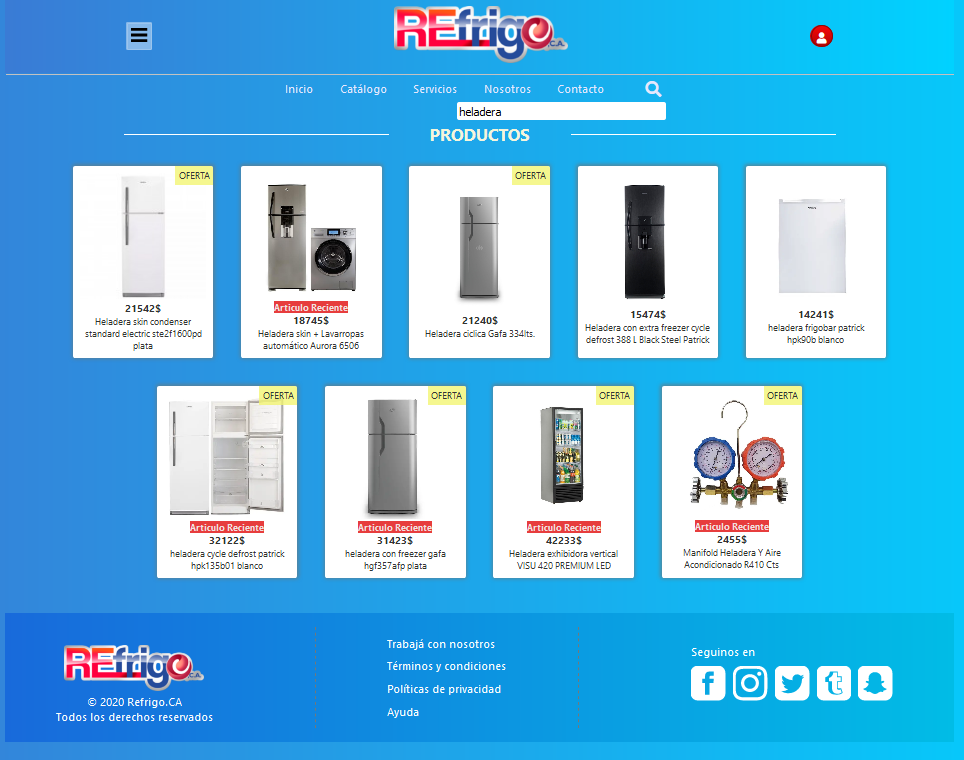 REfrigo.CA
Inicio Catálogo Servicios Nosotros Contacto
heladera
PRODUCTOS
OFERTA
21542$
Heladera skin condenser
standard electric ste2f1600pd
plata
Articulo Reciente
18745$
Heladera skin + Lavarropas
automático Aurora 6506
OFERTA
21240$
Heladera ciclica Gafa 334lts.
15474$
Heladera con extra freezer cycle
defrost 388 L Black Steel Patrick
14241$
heladera frigobar patrick
hpk90b blanco
OFERTA
Articulo Reciente
32122$
heladera cycle defrost patrick
hpk135b01 blanco
OFERTA
Articulo Reciente
31423$
heladera con freezer gafa
hgf357afp plata
OFERTA
Articulo Reciente
42233$
Heladera exhibidora vertical
VISU 420 PREMIUM LED
OFERTA
Articulo Reciente
2455$
Manifold Heladera Y Aire
Acondicionado R410 Cts
REfrigo.CA
© 2020 Refrigo.CA
Todos los derechos reservados
Trabajá con nosotros
Términos y condiciones
Políticas de privacidad
Ayuda
Seguinos en